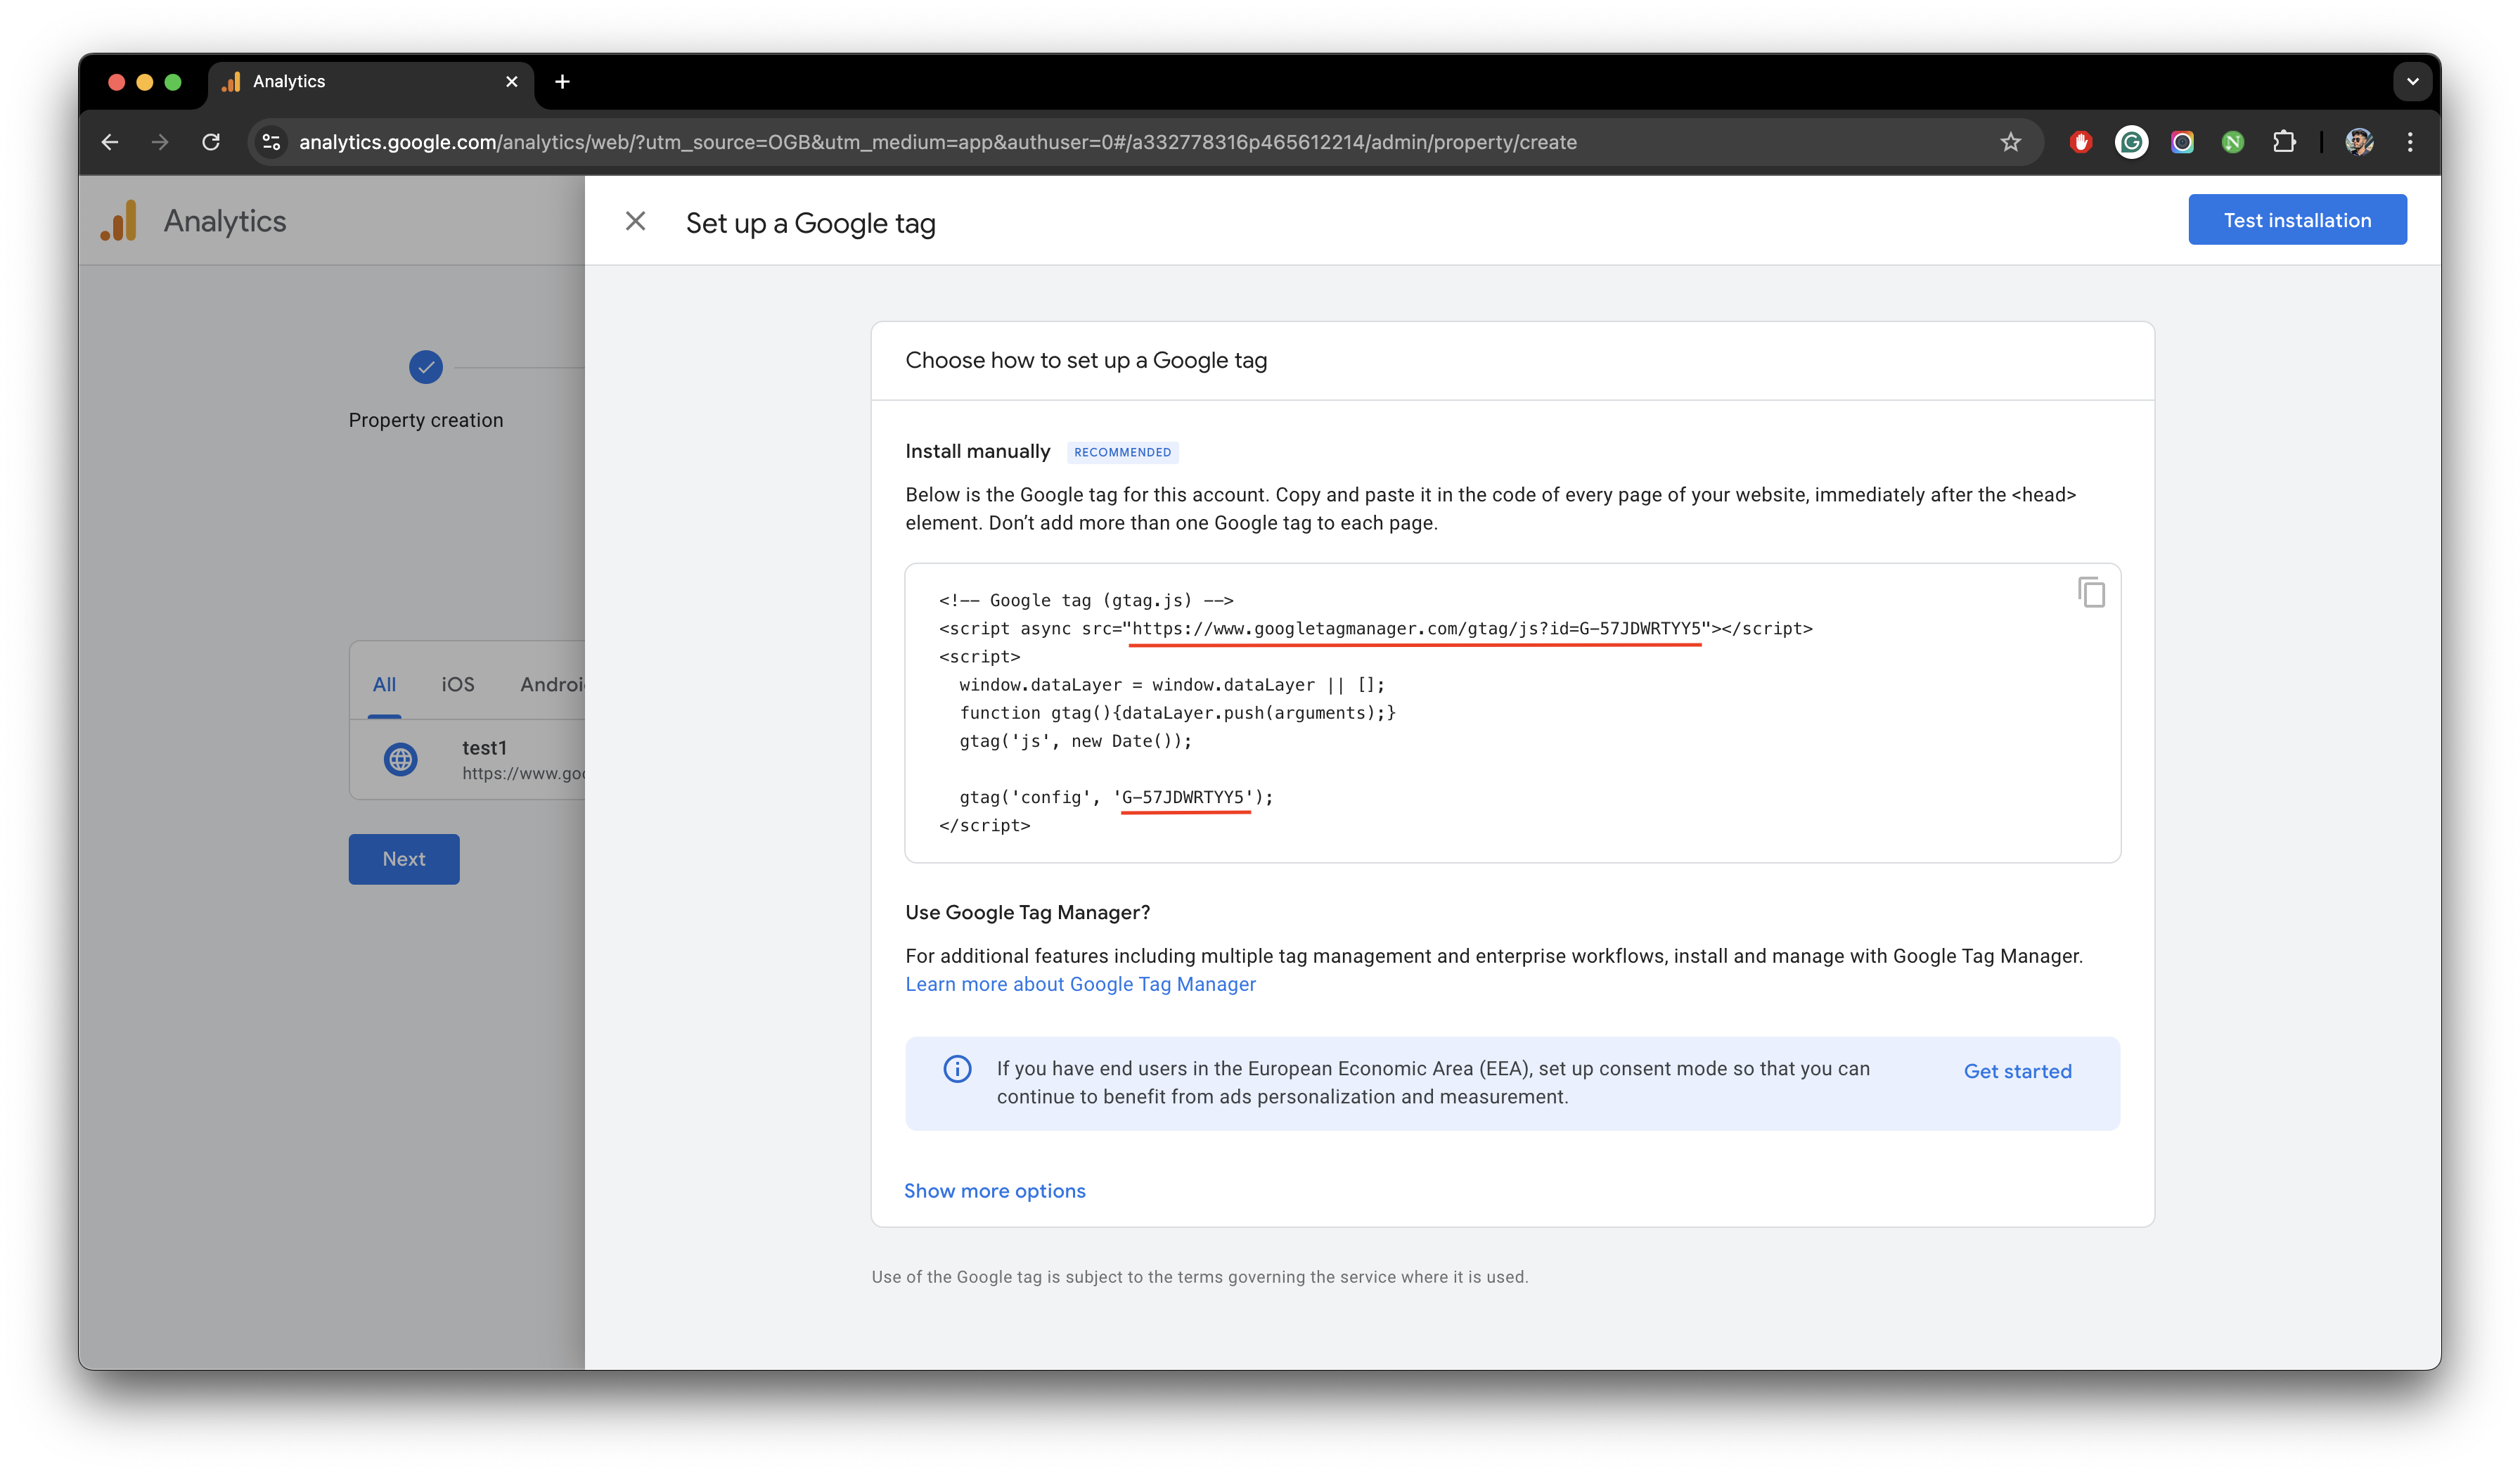 Analytics
analytics.google.com/analytics/web/?utm_source=OGB&utm_medium=app&authuser=0#/a332778316p465612214/admin/property/create
Analytics
Set up a Google tag
Test installation
Property creation
All iOS Androi
test1
https://www.goo
Next
Choose how to set up a Google tag
Install manually RECOMMENDED
Below is the Google tag for this account. Copy and paste it in the code of every page of your website, immediately after the <head>
element. Don’t add more than one Google tag to each page.
<!-- Google tag (gtag.js) -->
<script async src="https://www.googletagmanager.com/gtag/js?id=G-57JDWRTYY5"></script>
<script>
window.dataLayer = window.dataLayer || [];
function gtag(){dataLayer.push(arguments);}
gtag('js', new Date());
gtag('config', 'G-57JDWRTYY5');
</script>
Use Google Tag Manager?
For additional features including multiple tag management and enterprise workflows, install and manage with Google Tag Manager.
Learn more about Google Tag Manager
If you have end users in the European Economic Area (EEA), set up consent mode so that you can
continue to benefit from ads personalization and measurement.
Get started
Show more options
Use of the Google tag is subject to the terms governing the service where it is used.